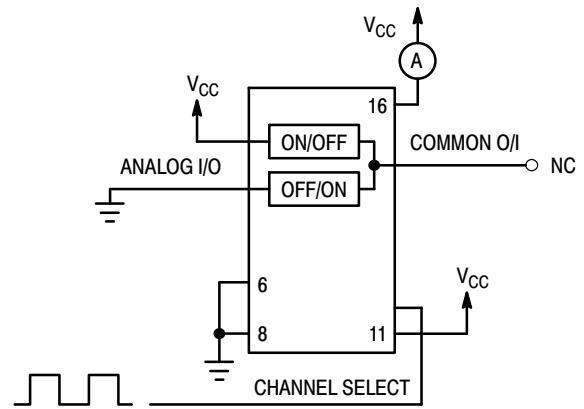 VCC
A
VCC
16
ON/OFF
COMMON O/I
NC
ANALOG I/O
OFF/ON
VCC
6
8
11
CHANNEL SELECT